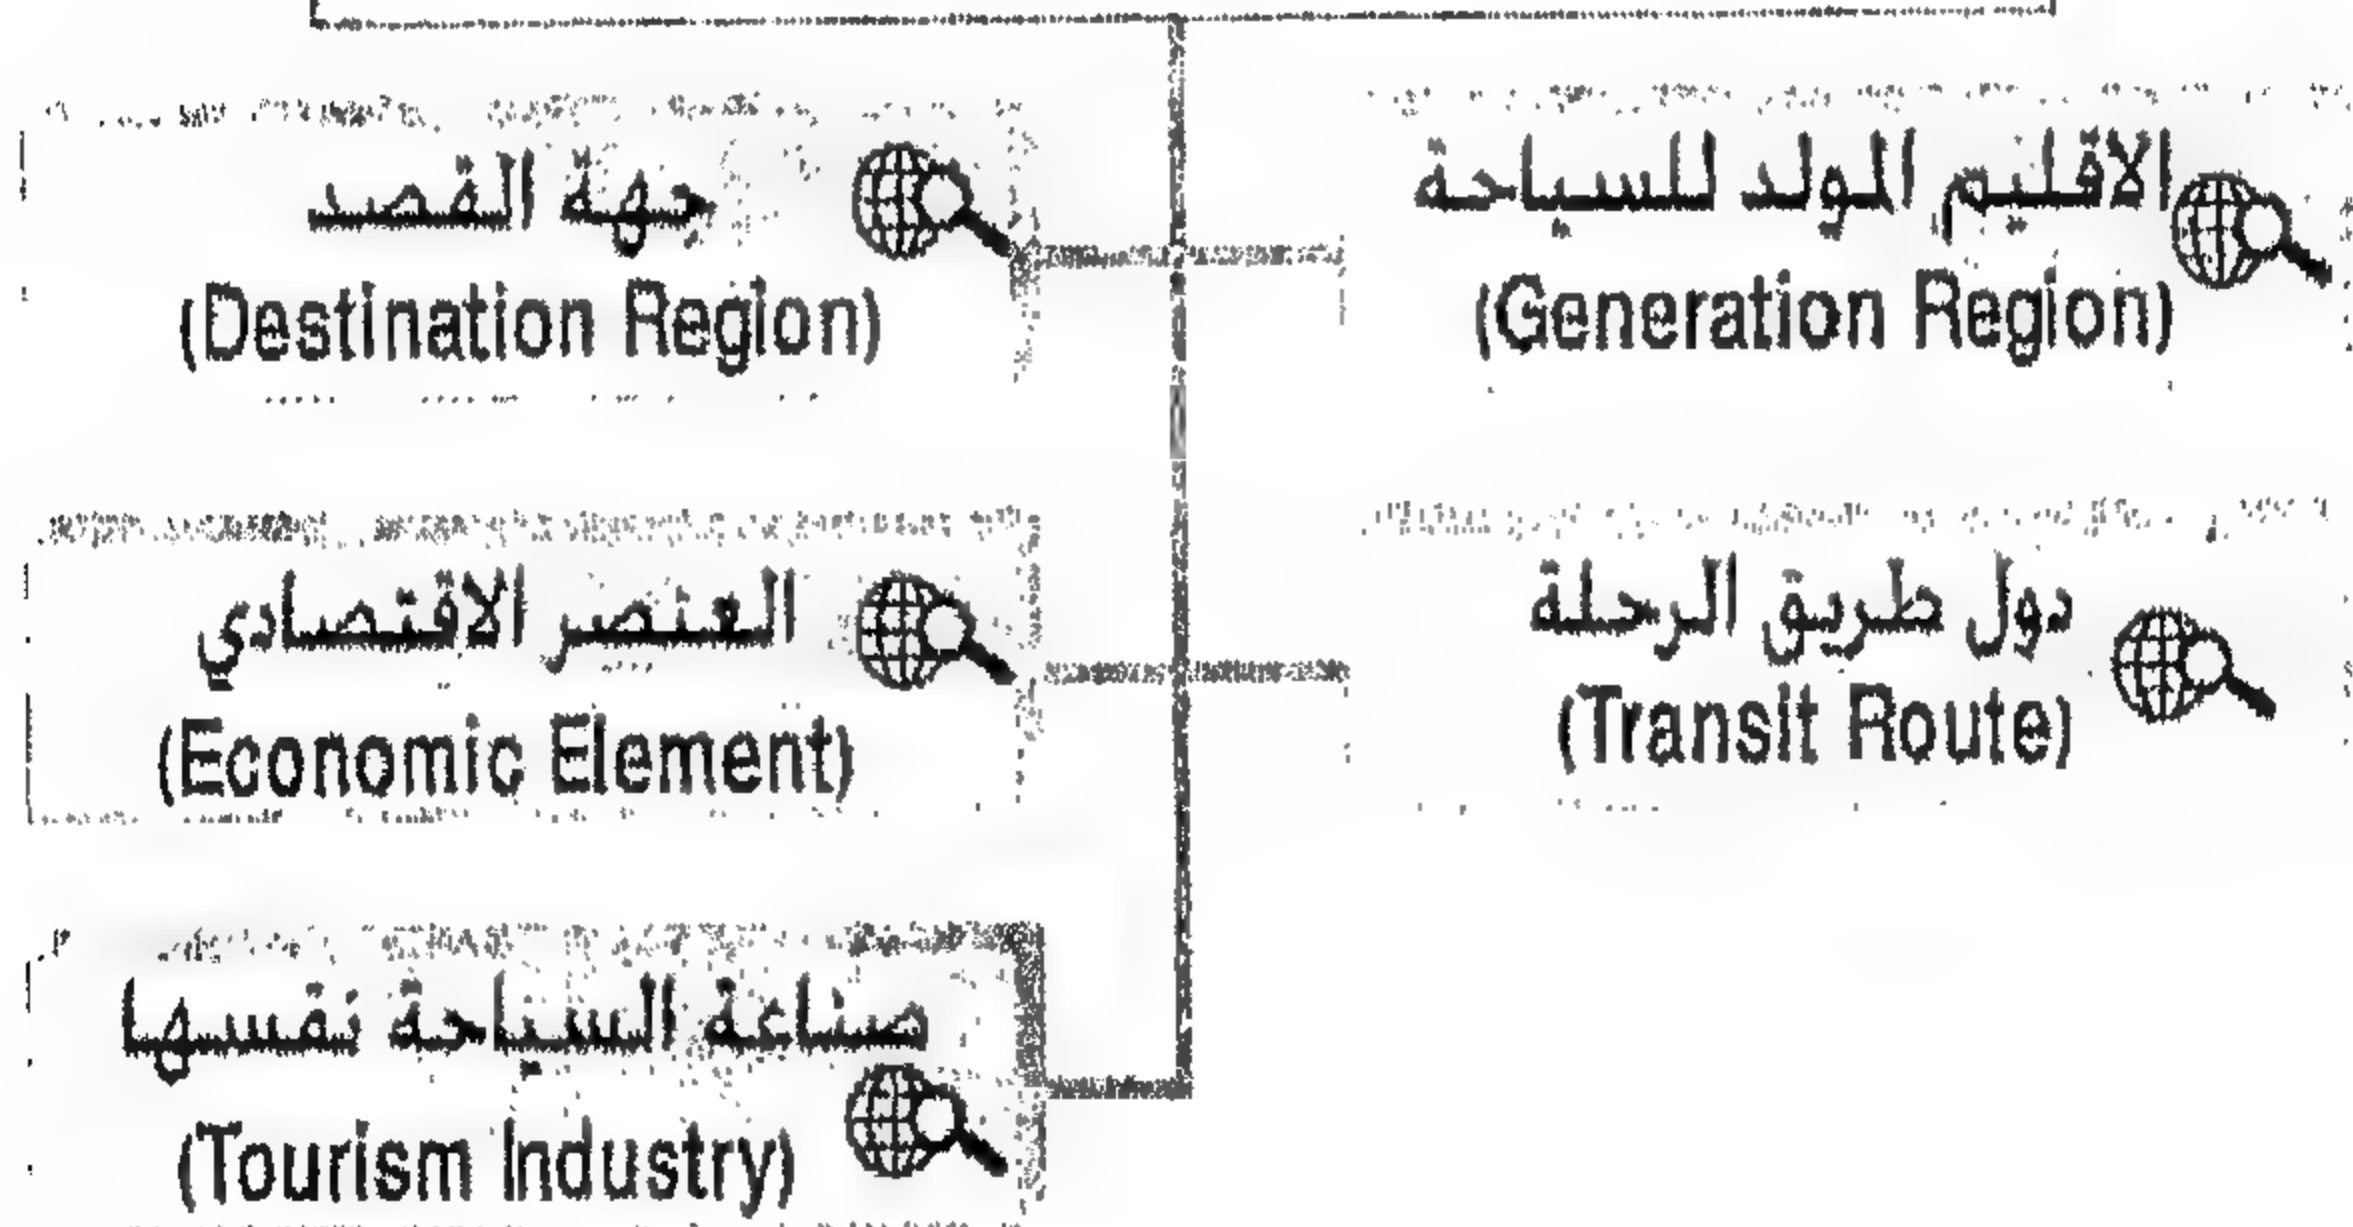 الاقليم المولد للسياحة
(Generation Region)
جهة القصد
(Destination Region)
دول طريق الرحلة
(Transit Route)
العنصر الاقتصادي
(Economic Element)
صناعة السياحة نفسها
(Tourism Industry)